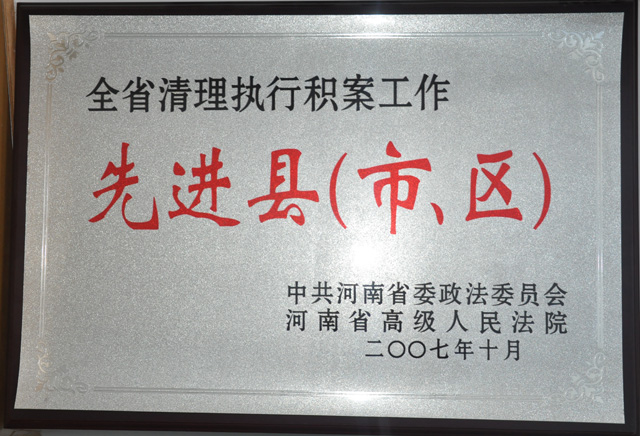 全省清理执行积案工作
先进县(市、区)
中共河南省委政法委员会
河南省高级人民法院
二〇〇七年十月